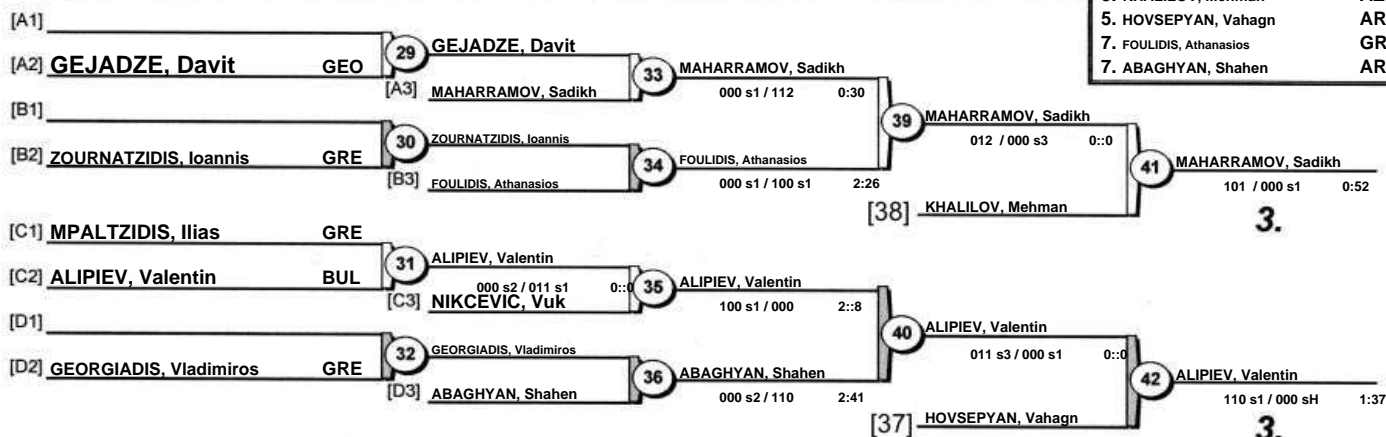 5. HOVSEPYAN, Vahagn
7. FOULIDIS, Athanasios
7. ABAGHYAN, Shahen
[A1]
[A2] GEJADZE, Davit GEO
29
GEJADZE, Davit
[A3] MAHARRAMOV, Sadikh
33
MAHARRAMOV, Sadikh
000 s1 / 112 0:30
[B1]
[B2] ZOURNATZIDIS, Ioannis GRE
30
ZOURNATZIDIS, Ioannis
[B3] FOULIDIS, Athanasios
34
FOULIDIS, Athanasios
000 s1 / 100 s1 2:26
39
MAHARRAMOV, Sadikh
012 / 000 s3 0::0
[38] KHALILOV, Mehman
41
MAHARRAMOV, Sadikh
101 / 000 s1 0:52
3.
[C1] MPALTZIDIS, Ilias GRE
[C2] ALIPIEV, Valentin BUL
31
ALIPIEV, Valentin
000 s2 / 011 s1 0::0
[C3] NIKCEVIC, Vuk
35
ALIPIEV, Valentin
100 s1 / 000 2::8
[D1]
[D2] GEORGIADIS, Vladimiros GRE
32
GEORGIADIS, Vladimiros
[D3] ABAGHYAN, Shahen
36
ABAGHYAN, Shahen
000 s2 / 110 2:41
40
ALIPIEV, Valentin
011 s3 / 000 s1 0::0
[37] HOVSEPYAN, Vahagn
42
ALIPIEV, Valentin
110 s1 / 000 sH 1:37
3.